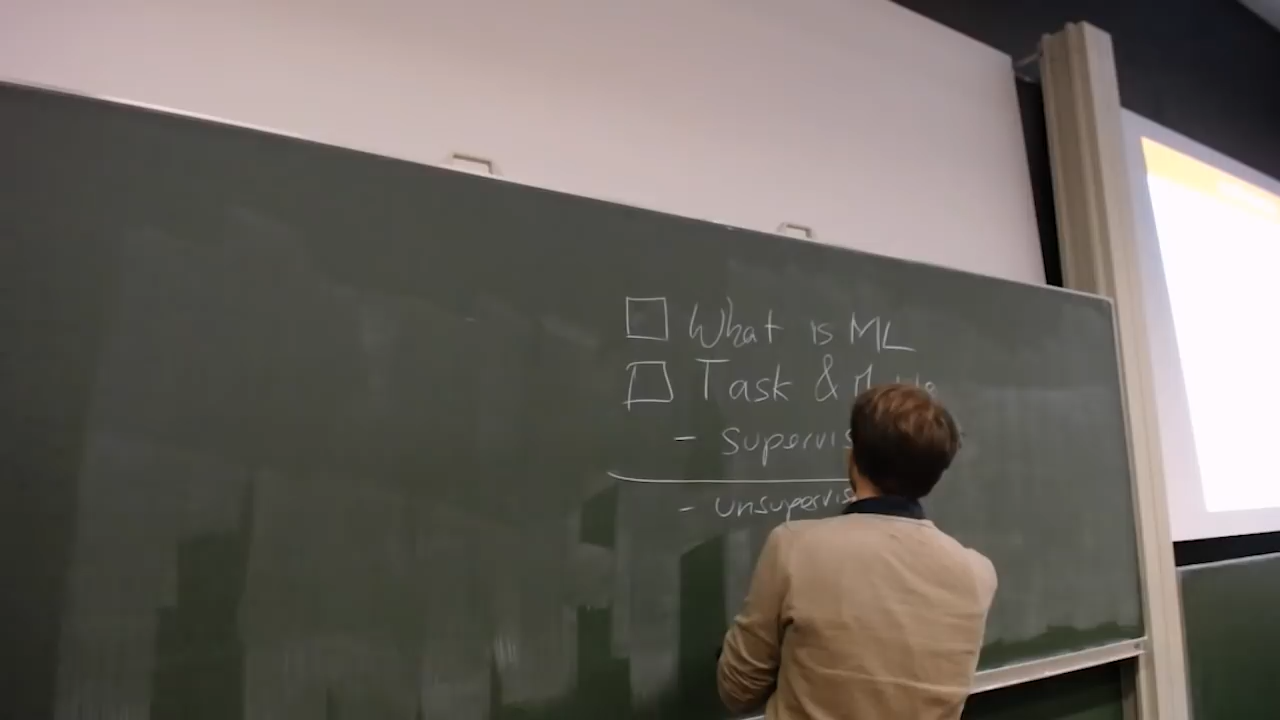 What is ML
Task &
- supervis
- unsupervis